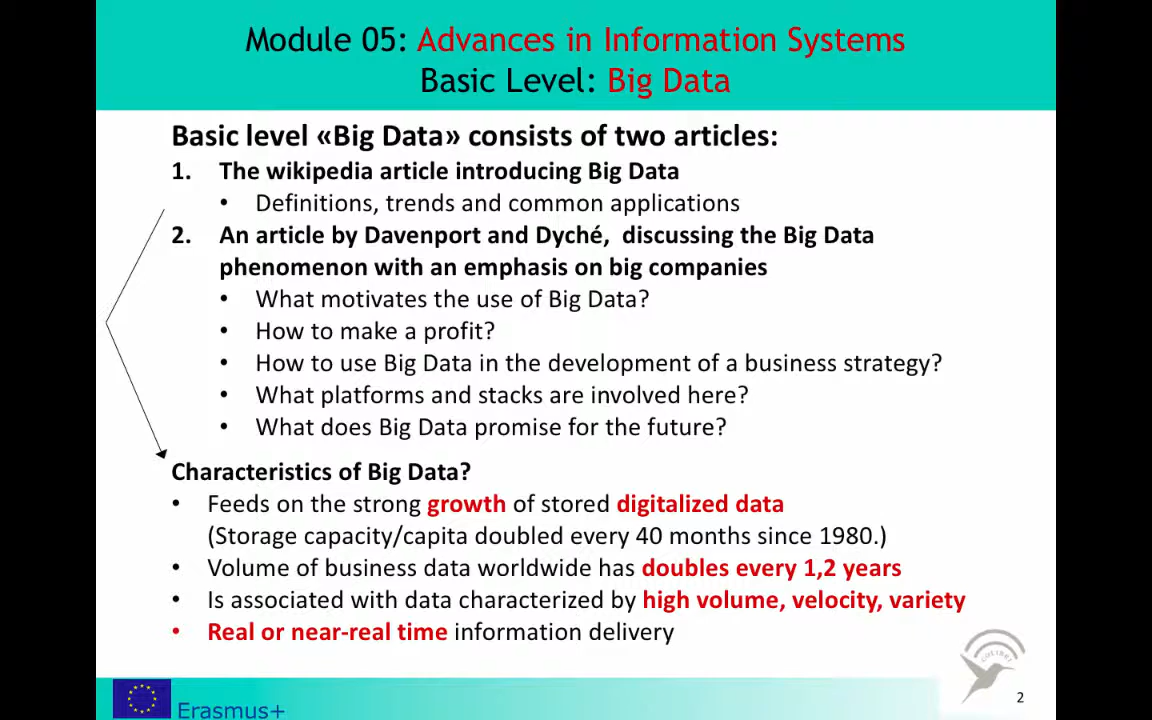 Module 05: Advances in Information Systems
Basic Level: Big Data
Basic level «Big Data» consists of two articles:
1. The wikipedia article introducing Big Data
• Definitions, trends and common applications
2. An article by Davenport and Dyché, discussing the Big Data
phenomenon with an emphasis on big companies
• What motivates the use of Big Data?
• How to make a profit?
• How to use Big Data in the development of a business strategy?
• What platforms and stacks are involved here?
• What does Big Data promise for the future?
Characteristics of Big Data?
• Feeds on the strong growth of stored digitalized data
(Storage capacity/capita doubled every 40 months since 1980.)
• Volume of business data worldwide has doubles every 1,2 years
• Is associated with data characterized by high volume, velocity, variety
• Real or near-real time information delivery
COLIBRI
Erasmus+
2